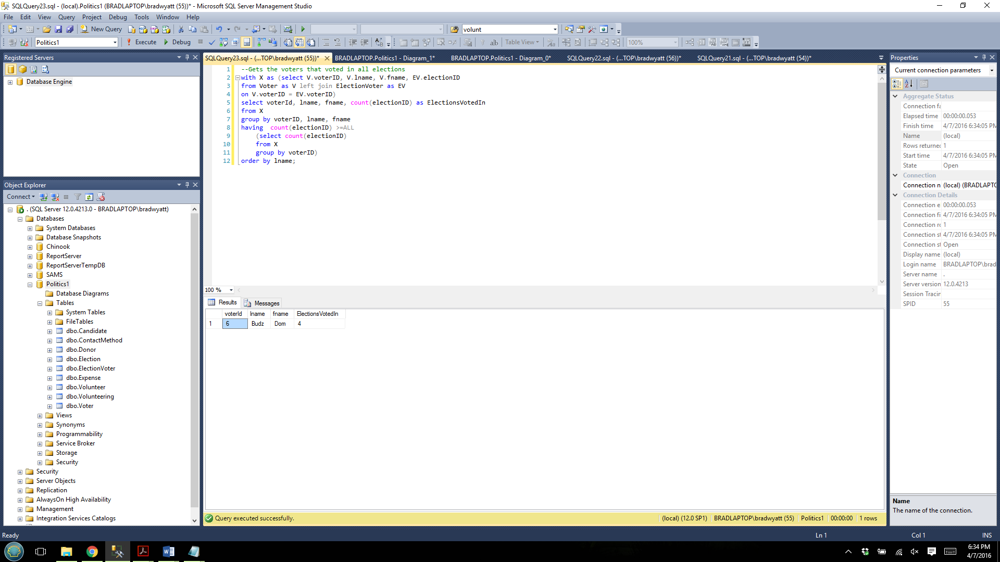 SQLQuery23.sql - (local).Politics1 (BRADLAPTOP\bradwyatt (55))* - Microsoft SQL Server Management Studio
File Edit View Query Project Debug Tools Window Help
New Query volunt
Politics1 Execute Debug Table View 100%
Registered Servers
Database Engine
Object Explorer
Connect
. (SQL Server 12.0.4213.0 - BRADLAPTOP\bradwyatt)
Databases
System Databases
Database Snapshots
Chinook
ReportServer
ReportServerTempDB
SAMS
Politics1
Database Diagrams
Tables
System Tables
FileTables
dbo.Candidate
dbo.ContactMethod
dbo.Donor
dbo.Election
dbo.ElectionVoter
dbo.Expense
dbo.Volunteer
dbo.Volunteering
dbo.Voter
Views
Synonyms
Programmability
Service Broker
Storage
Security
Security
Server Objects
Replication
AlwaysOn High Availability
Management
Integration Services Catalogs
SQLQuery23.sql - (...TOP\bradwyatt (55))* BRADLAPTOP.Politics1 - Diagram_1* BRADLAPTOP.Politics1 - Diagram_0* SQLQuery22.sql - (...TOP\bradwyatt (56))* SQLQuery21.sql - (...TOP\bradwyatt (54))*
1 --Gets the voters that voted in all elections
2 with X as (select V.voterID, V.lname, V.fname, EV.electionID
3 from Voter as V left join ElectionVoter as EV
4 on V.voterID = EV.voterID)
5 select voterId, lname, fname, count(electionID) as ElectionsVotedIn
6 from X
7 group by voterID, lname, fname
8 having  count(electionID) >=ALL
9 (select count(electionID)
10 from X
11 group by voterID)
12 order by lname;
100 %
Results Messages
voterId lname fname ElectionsVotedIn
1 6 Budz Dom 4
Query executed successfully. (local) (12.0 SP1) BRADLAPTOP\bradwyatt (55) Politics1 00:00:00 1 rows
Properties
Current connection parameters
Aggregate Status
Connection fa
Elapsed time 00:00:00.053
Finish time 4/7/2016 6:34:05 PM
Name (local)
Rows returned 1
Start time 4/7/2016 6:34:05 PM
State Open
Connection
Connection n (local) (BRADLAPTO
Connection Details
Connection e 00:00:00.053
Connection fi 4/7/2016 6:34:05 PM
Connection ro 1
Connection st 4/7/2016 6:34:05 PM
Connection st Open
Display name (local)
Login name BRADLAPTOP\brad
Server name .
Server version 12.0.4213
Session Tracin
SPID 55
Name
The name of the connection.
Ready Ln 1 Col 1 INS
6:34 PM
4/7/2016